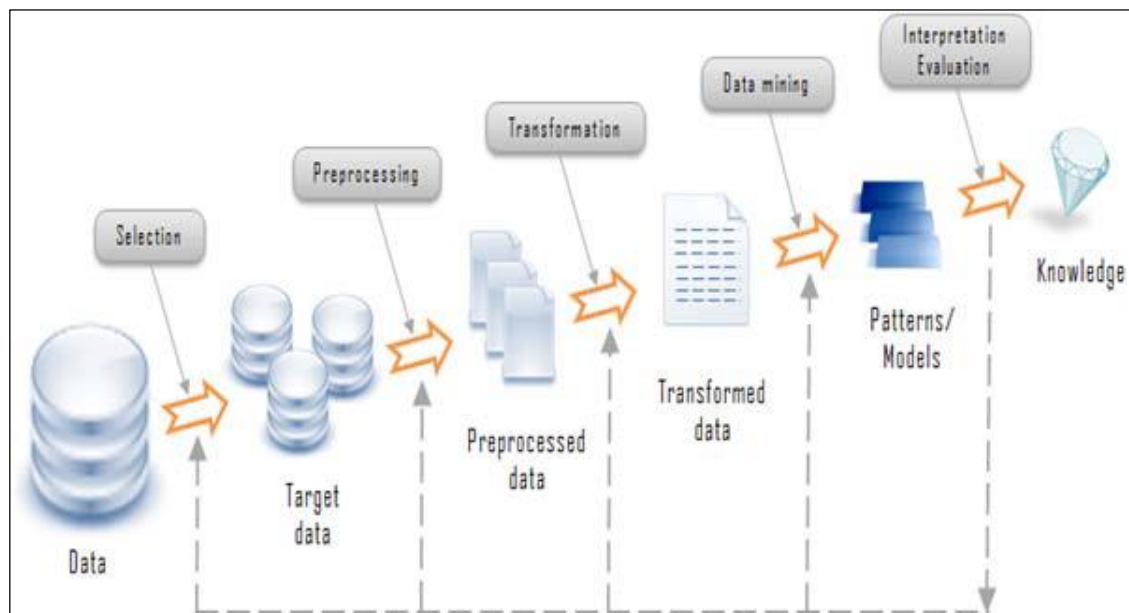 Interpretation
Evaluation
Data mining
Transformation
Preprocessing
Selection
Knowledge
Patterns/
Models
Transformed
data
Preprocessed
data
Target
data
Data